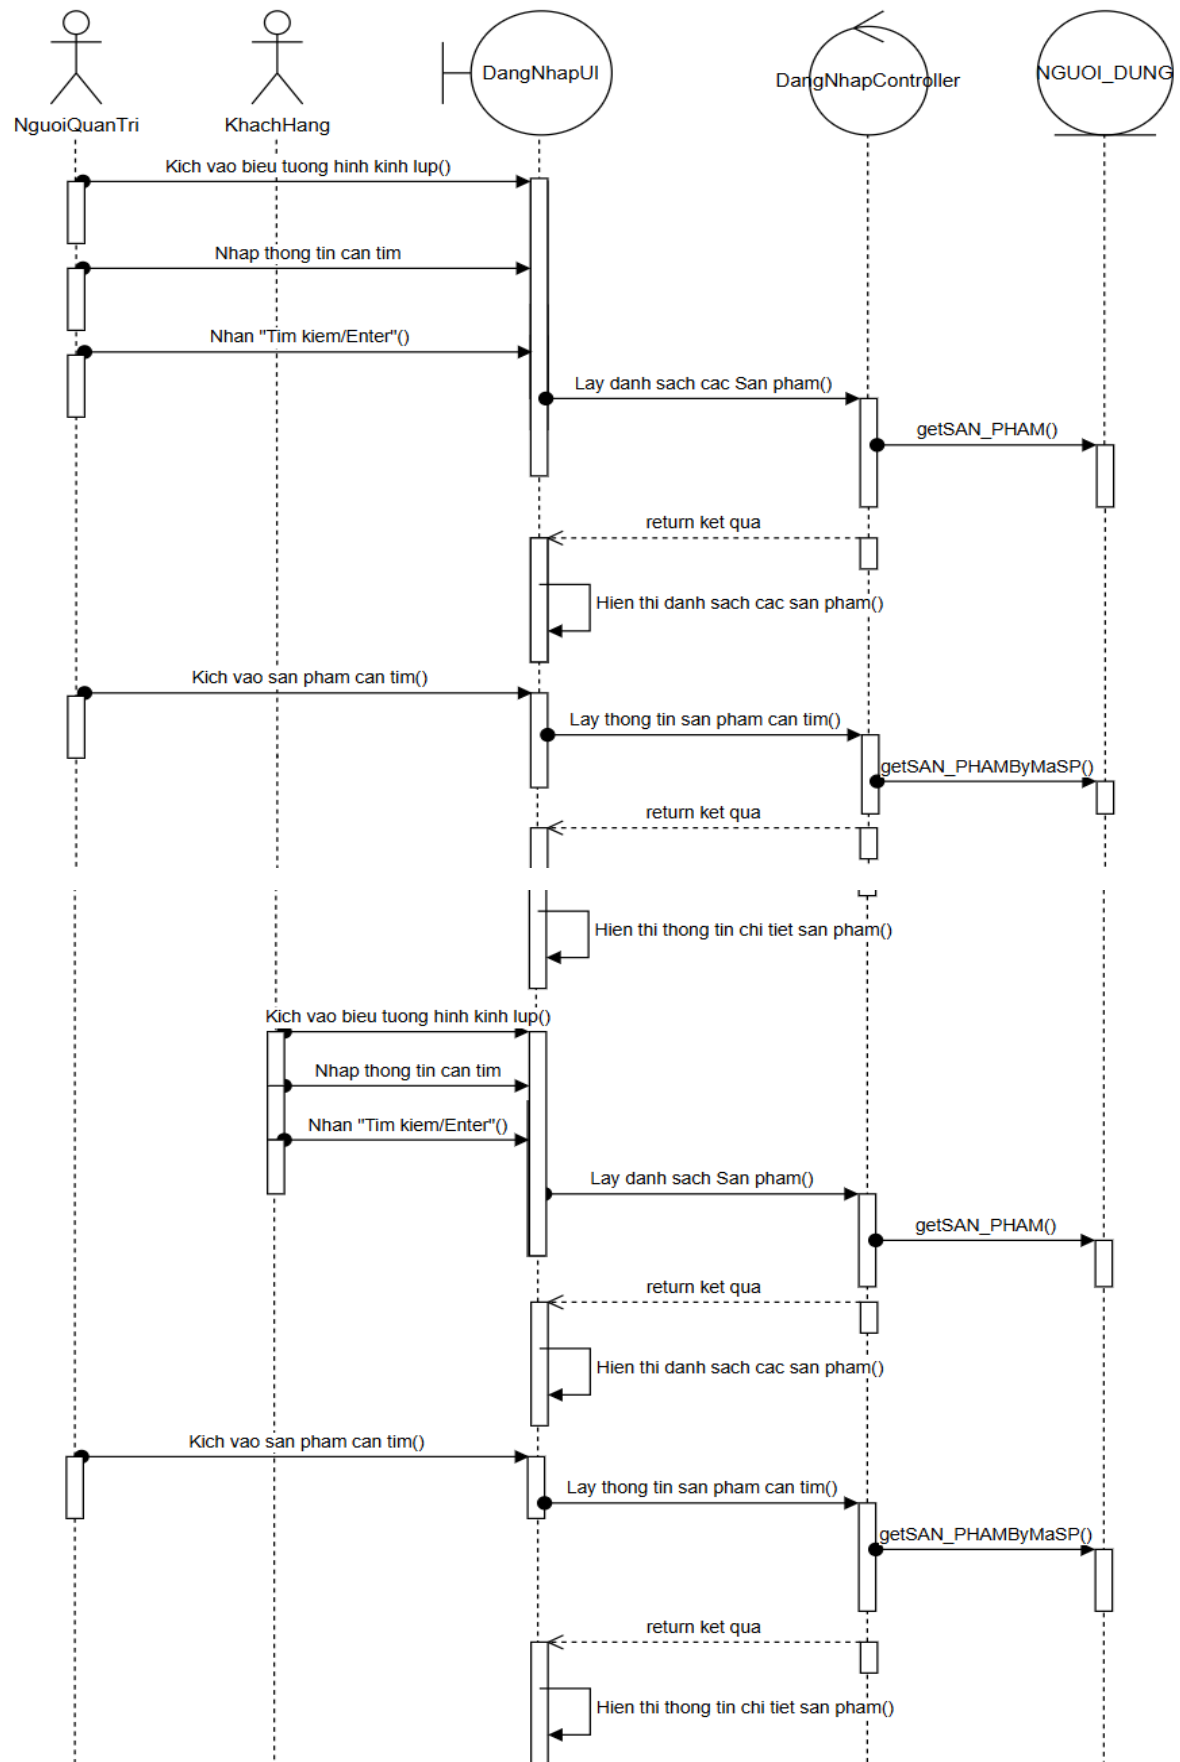 DangNhapUI
DangNhapController
NGUOI_DUNG
NguoiQuanTri
KhachHang
Kich vao bieu tuong hinh kinh lup()
Nhap thong tin can tim
Nhan "Tim kiem/Enter"()
Lay danh sach cac San pham()
getSAN_PHAM()
return ket qua
Hien thi danh sach cac san pham()
Kich vao san pham can tim()
Lay thong tin san pham can tim()
getSAN_PHAMByMaSP()
return ket qua
Hien thi thong tin chi tiet san pham()
Kich vao bieu tuong hinh kinh lup()
Nhap thong tin can tim
Nhan "Tim kiem/Enter"()
Lay danh sach San pham()
getSAN_PHAM()
return ket qua
Hien thi danh sach cac san pham()
Kich vao san pham can tim()
Lay thong tin san pham can tim()
getSAN_PHAMByMaSP()
return ket qua
Hien thi thong tin chi tiet san pham()